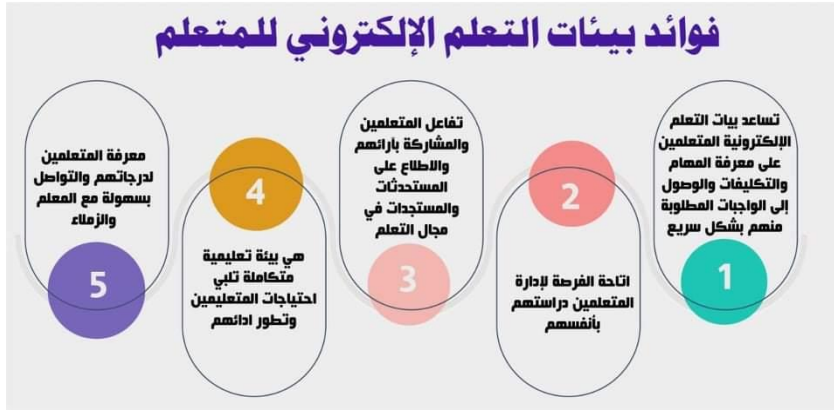 فوائد بيئات التعلم الإلكتروني للمتعلم
تساعد بيات التعلم
الإلكترونية المتعلمين
على معرفة المهام
والتكليفات والوصول
إلى الواجبات المطلوبة
منهم بشكل سريع
1
2
اتاحة الفرصة لإدارة
المتعلمين دراستهم
بأنفسهم
تفاعل المتعلمين
والمشاركة بآرائهم
والاطلاع على
المستحدثات
والمستجدات في
مجال التعلم
3
4
هي بيئة تعليمية
متكاملة تلبي
احتياجات المتعليمين
وتطور ادائهم
معرفة المتعلمين
لدرجاتهم والتواصل
بسهولة مع المعلم
والزملاء
5